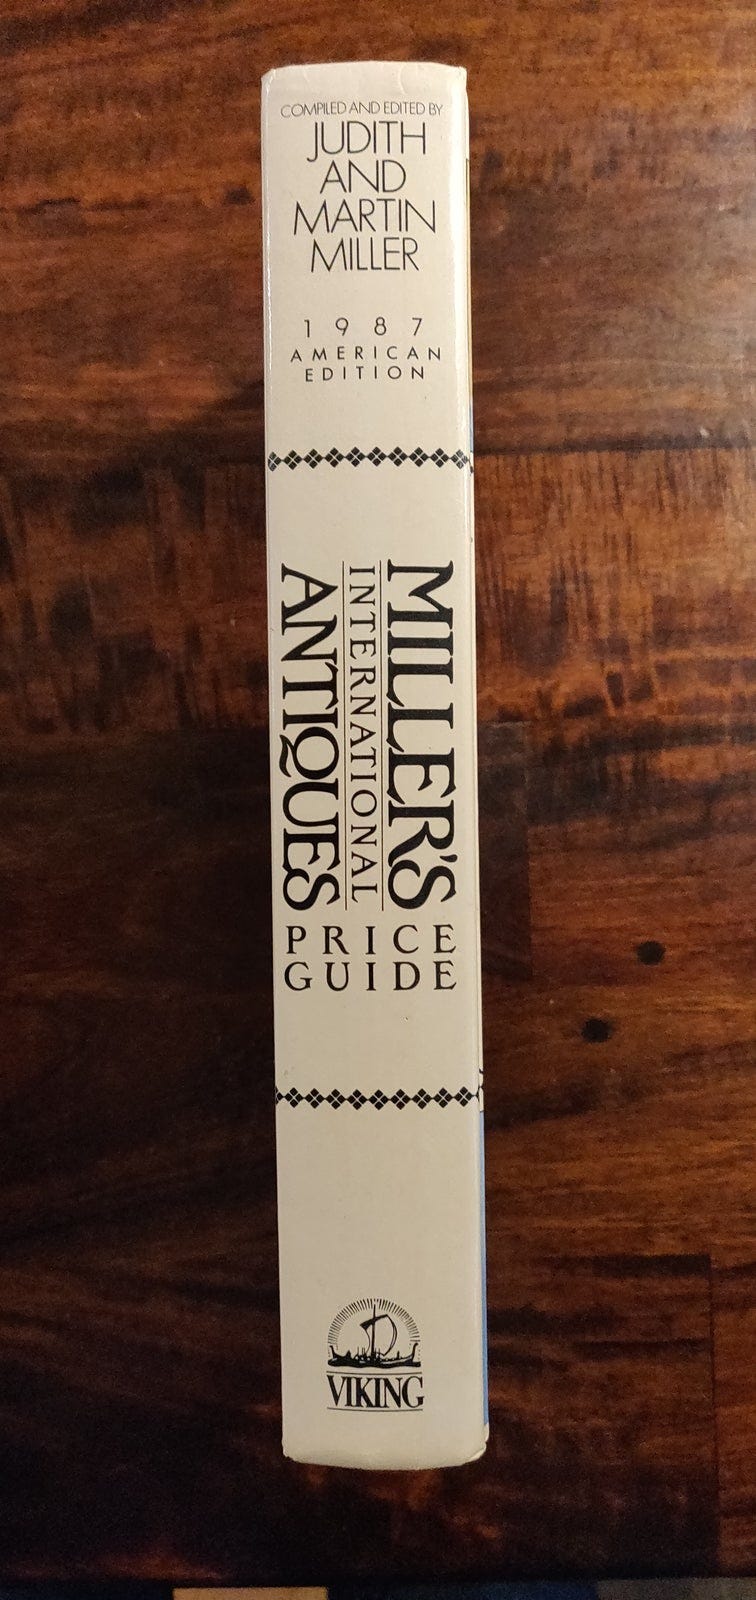 COMPILED AND EDITED BY
JUDITH
AND
MARTIN
MILLER
1987
AMERICAN
EDITION
MILLER'S
INTERNATIONAL
ANTIQUES
PRICE
GUIDE
VIKING